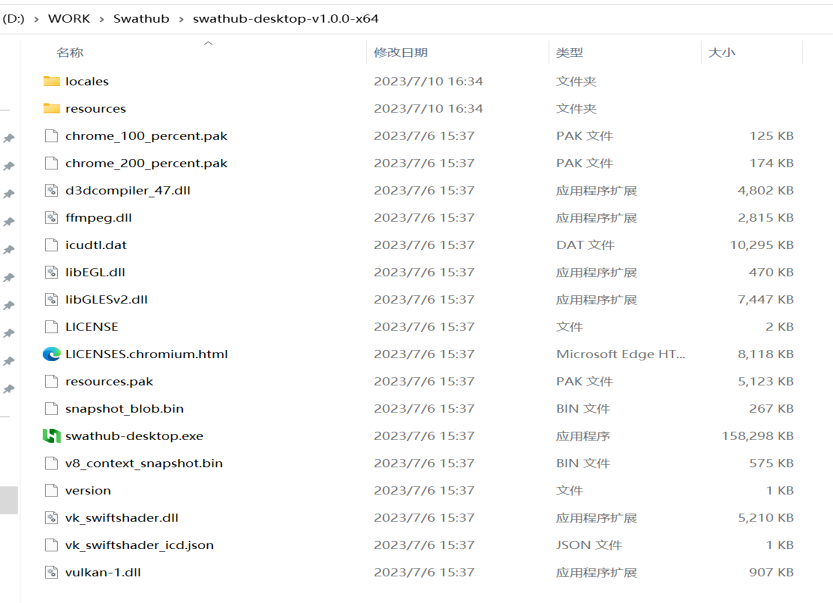 (D:) › WORK › Swathub › swathub-desktop-v1.0.0-x64
名称 修改日期 类型 大小
locales 2023/7/10 16:34 文件夹
resources 2023/7/10 16:34 文件夹
chrome_100_percent.pak 2023/7/6 15:37 PAK 文件 125 KB
chrome_200_percent.pak 2023/7/6 15:37 PAK 文件 174 KB
d3dcompiler_47.dll 2023/7/6 15:37 应用程序扩展 4,802 KB
ffmpeg.dll 2023/7/6 15:37 应用程序扩展 2,815 KB
icudtl.dat 2023/7/6 15:37 DAT 文件 10,295 KB
libEGL.dll 2023/7/6 15:37 应用程序扩展 470 KB
libGLESv2.dll 2023/7/6 15:37 应用程序扩展 7,447 KB
LICENSE 2023/7/6 15:37 文件 2 KB
LICENSES.chromium.html 2023/7/6 15:37 Microsoft Edge HT... 8,118 KB
resources.pak 2023/7/6 15:37 PAK 文件 5,123 KB
snapshot_blob.bin 2023/7/6 15:37 BIN 文件 267 KB
swathub-desktop.exe 2023/7/6 15:37 应用程序 158,298 KB
v8_context_snapshot.bin 2023/7/6 15:37 BIN 文件 575 KB
version 2023/7/6 15:37 文件 1 KB
vk_swiftshader.dll 2023/7/6 15:37 应用程序扩展 5,210 KB
vk_swiftshader_icd.json 2023/7/6 15:37 JSON 文件 1 KB
vulkan-1.dll 2023/7/6 15:37 应用程序扩展 907 KB